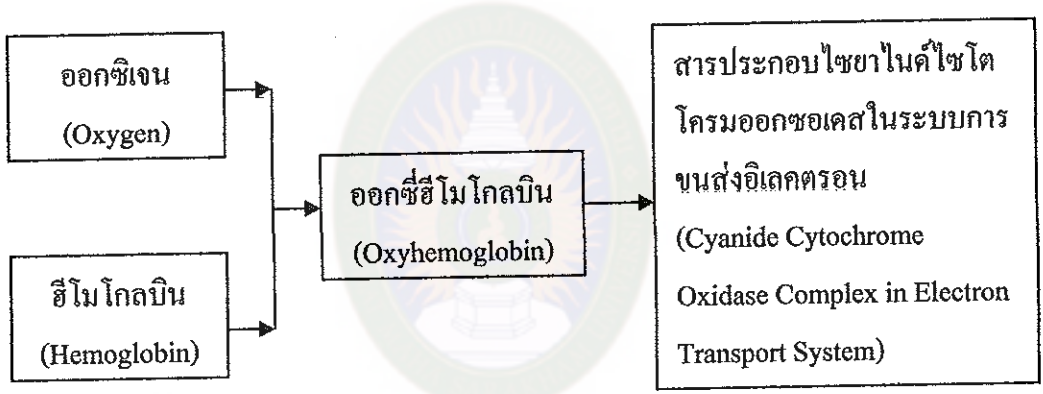 ออกซิเจน
(Oxygen)
ฮีโมโกลบิน
(Hemoglobin)
ออกซี่ฮีโมโกลบิน
(Oxyhemoglobin)
สารประกอบไซยาไนค์ไซโต
โครมออกซอเดสในระบบการ
ขนส่งอิเลคตรอน
(Cyanide Cytochrome
Oxidase Complex in Electron
Transport System)